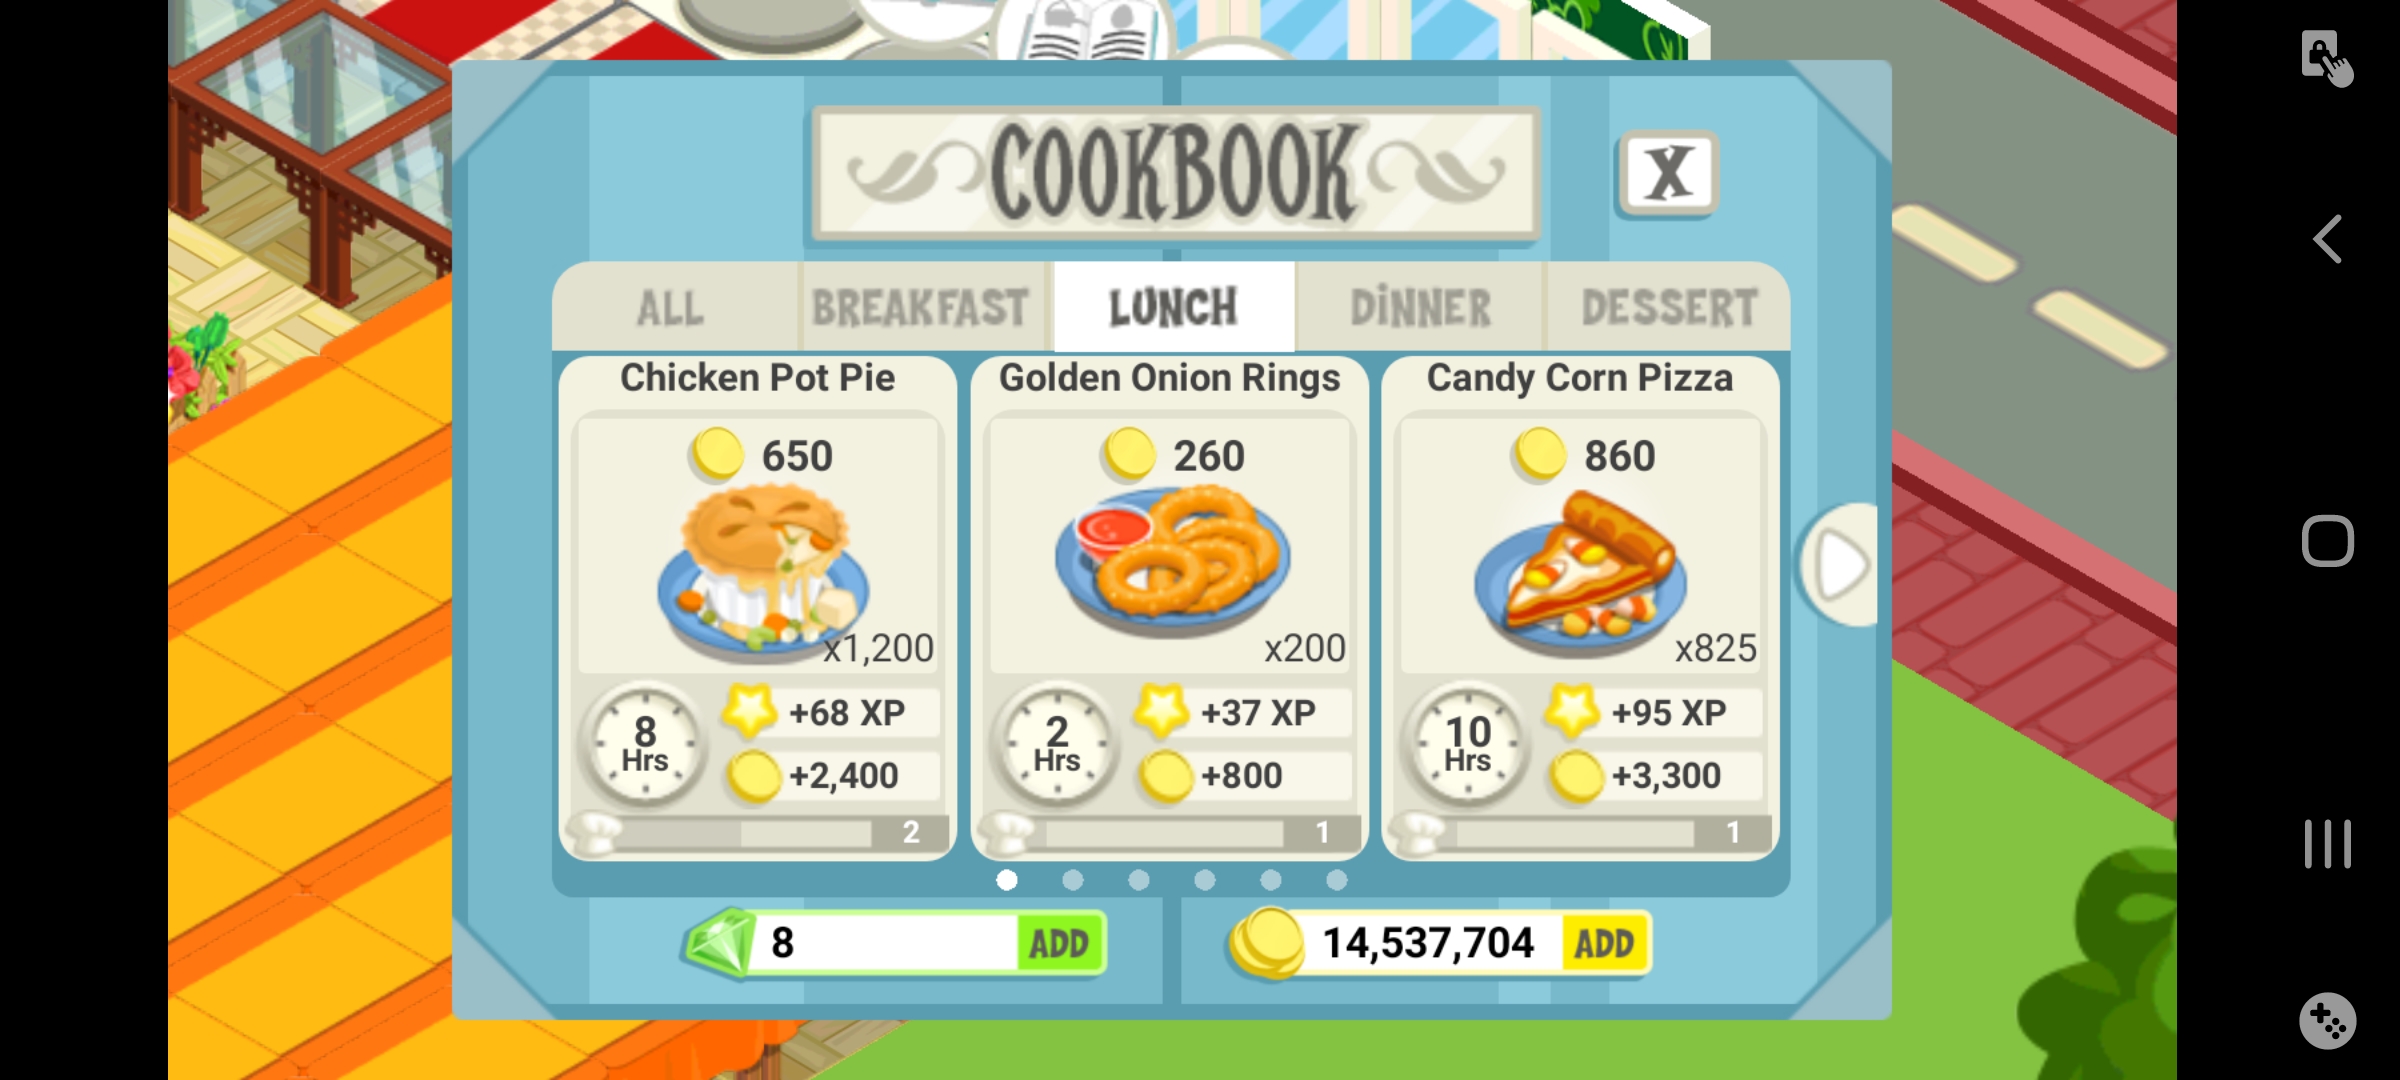 COOKBOOK
X
ALL BREAKFAST LUNCH DINNER DESSERT
Chicken Pot Pie
650
x1,200
8 Hrs
+68 XP
+2,400
2
Golden Onion Rings
260
x200
2 Hrs
+37 XP
+800
1
Candy Corn Pizza
860
x825
10 Hrs
+95 XP
+3,300
1
8 ADD
14,537,704 ADD